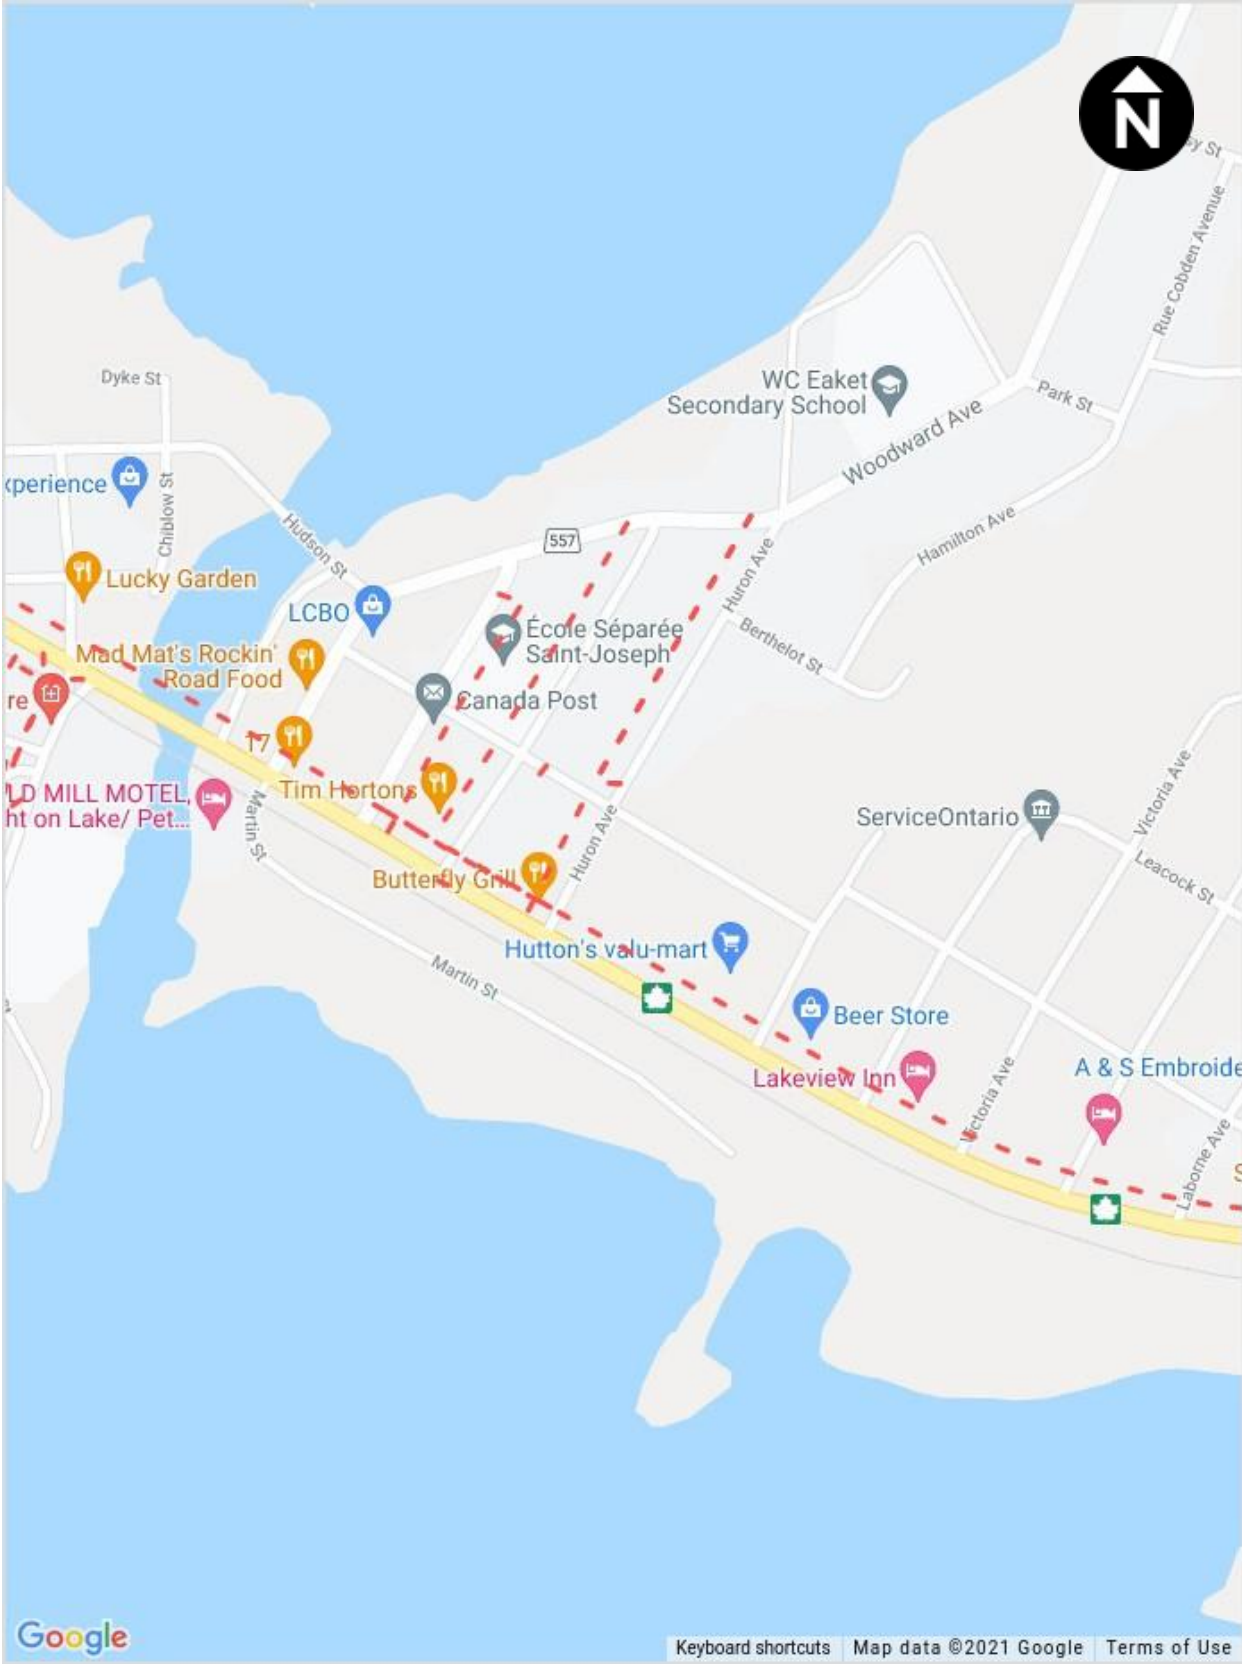 N
sy St
Rue Cobden Avenue
Dyke St
WC Eaket
Secondary School
Park St
Woodward Ave
xperience
Chiblow St
Hudson St
557
Hamilton Ave
Lucky Garden
LCBO
Huron Ave
École Séparée
Saint-Joseph
Berthelot St
Mad Mat's Rockin'
Road Food
re
Canada Post
17
Tim Hortons
LD MILL MOTEL,
ht on Lake/ Pet...
Martin St
Victoria Ave
ServiceOntario
Huron Ave
Leacock St
Butterfly Grill
Hutton's valu-mart
Martin St
Beer Store
Lakeview Inn
A & S Embroide
Victoria Ave
Laborne Ave
S
Google
Keyboard shortcuts Map data ©2021 Google Terms of Use